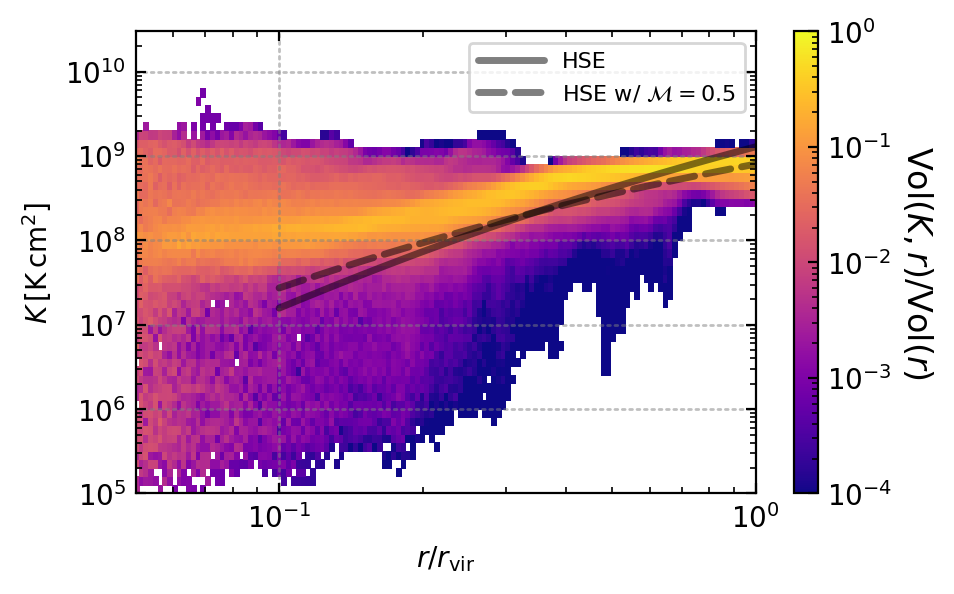 HSE
HSE w/ ℳ = 0.5
10¹⁰
10⁹
10⁸
10⁷
10⁶
10⁵
K [K cm²]
10⁻¹
10⁰
r/r_vir
10⁰
10⁻¹
10⁻²
10⁻³
10⁻⁴
Vol(K, r)/Vol(r)